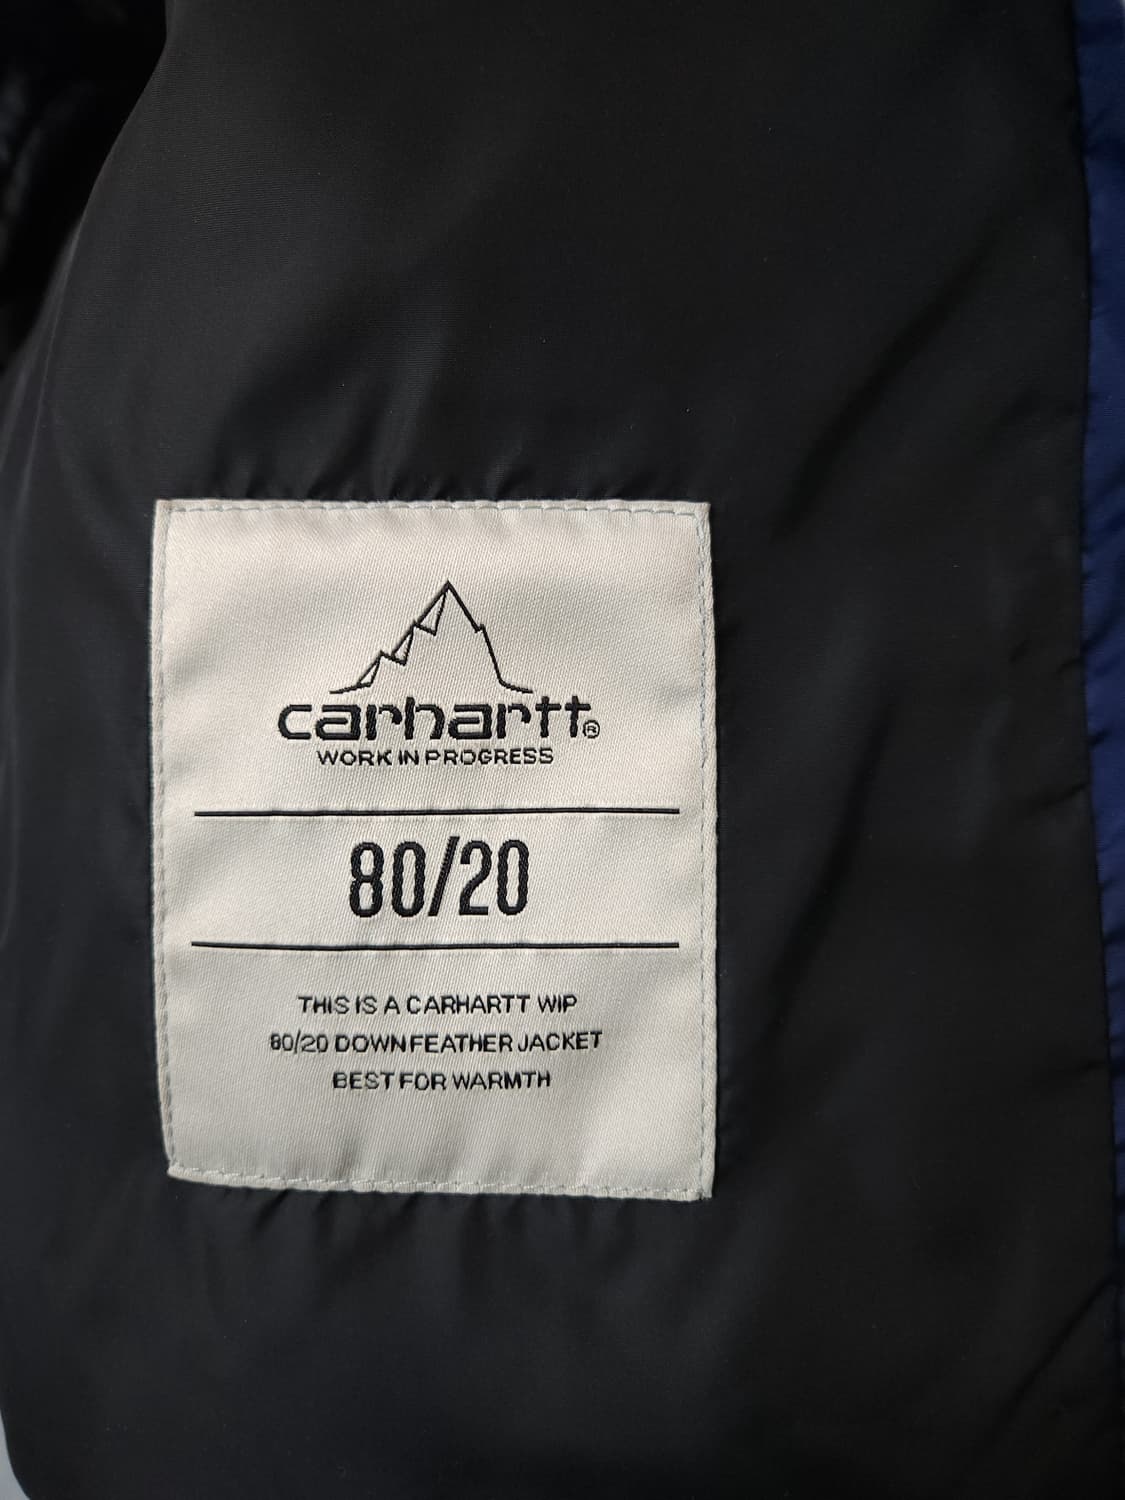 carhartt®
WORK IN PROGRESS
80/20
THIS IS A CARHARTT WIP
80/20 DOWN FEATHER JACKET
BEST FOR WARMTH